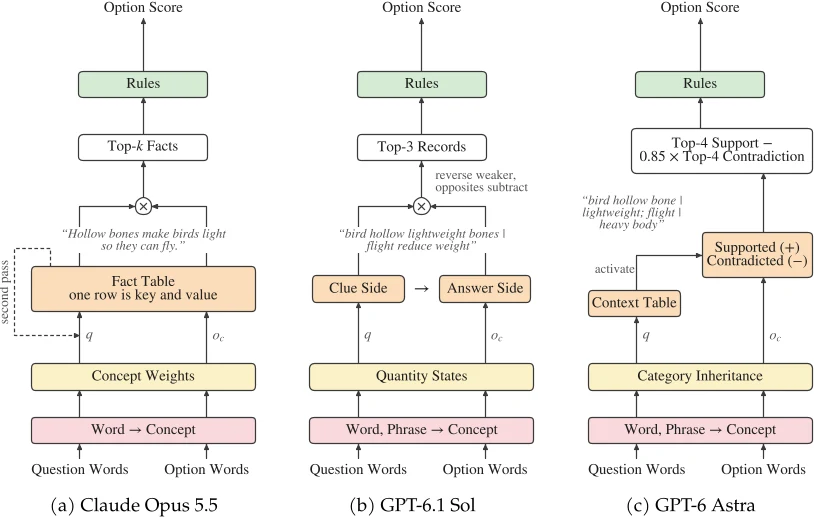 Option Score
Rules
Top-k Facts
×
“Hollow bones make birds light
so they can fly.”
second pass
Fact Table
one row is key and value
q
o_c
Concept Weights
Word → Concept
Question Words
Option Words
(a) Claude Opus 5.5
Option Score
Rules
Top-3 Records
reverse weaker,
opposites subtract
×
“bird hollow lightweight bones |
flight reduce weight”
Clue Side
→
Answer Side
q
o_c
Quantity States
Word, Phrase → Concept
Question Words
Option Words
(b) GPT-6.1 Sol
Option Score
Rules
Top-4 Support −
0.85 × Top-4 Contradiction
“bird hollow bone |
lightweight; flight |
heavy body”
Supported (+)
Contradicted (−)
activate
Context Table
q
o_c
Category Inheritance
Word, Phrase → Concept
Question Words
Option Words
(c) GPT-6 Astra